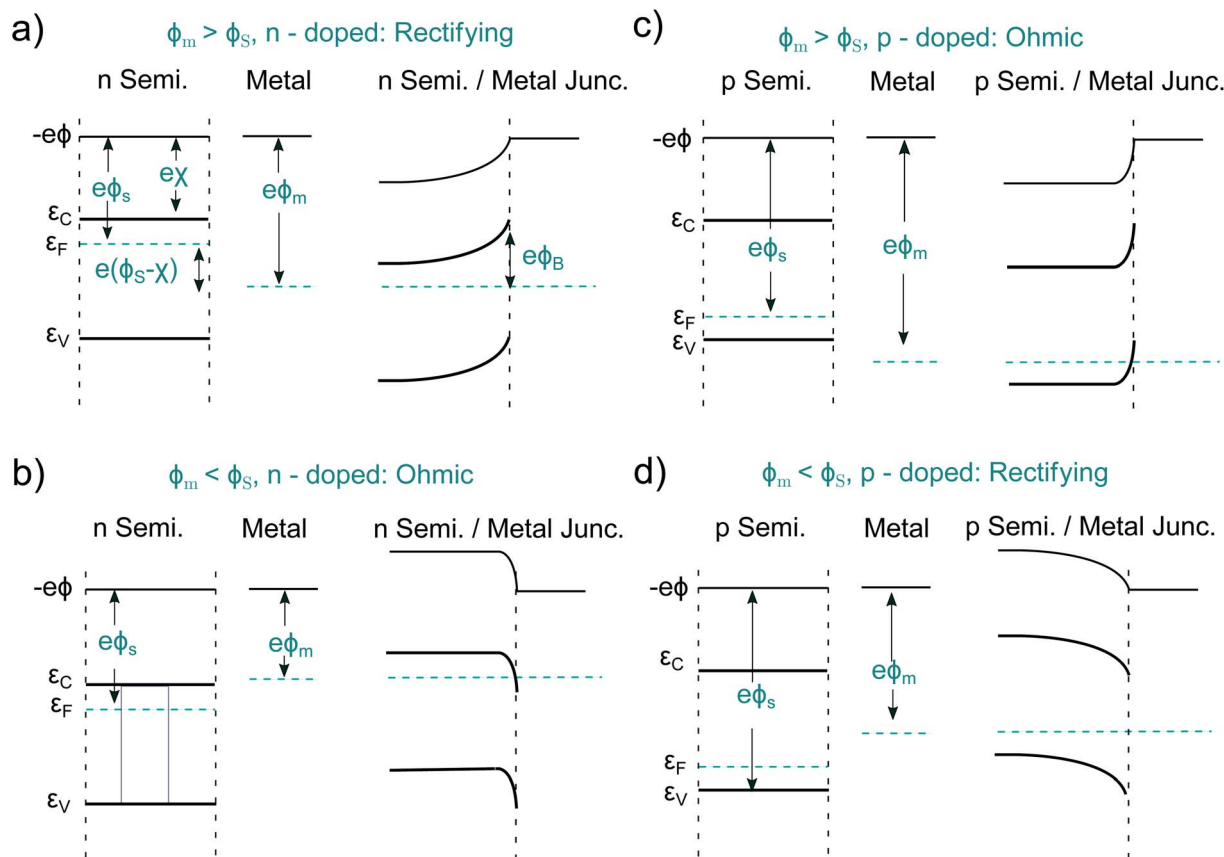 a)
ϕm > ϕS, n - doped: Rectifying
n Semi.
Metal
n Semi. / Metal Junc.
-eϕ
eχ
eϕs
eϕm
εC
εF
e(ϕS-χ)
eϕB
εV
b)
ϕm < ϕS, n - doped: Ohmic
n Semi.
Metal
n Semi. / Metal Junc.
-eϕ
eϕs
eϕm
εC
εF
εV
c)
ϕm > ϕS, p - doped: Ohmic
p Semi.
Metal
p Semi. / Metal Junc.
-eϕ
εC
eϕs
eϕm
εF
εV
d)
ϕm < ϕS, p - doped: Rectifying
p Semi.
Metal
p Semi. / Metal Junc.
-eϕ
εC
eϕm
eϕs
εF
εV